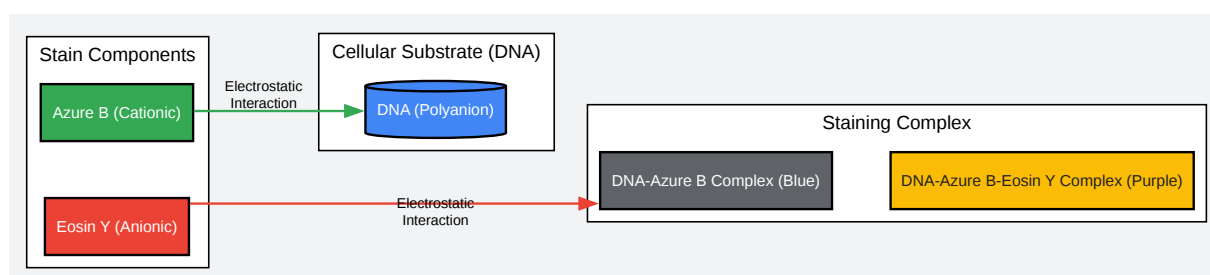 Stain Components
Azure B (Cationic)
Eosin Y (Anionic)
Electrostatic
Interaction
Cellular Substrate (DNA)
DNA (Polyanion)
Electrostatic
Interaction
Staining Complex
DNA-Azure B Complex (Blue)
DNA-Azure B-Eosin Y Complex (Purple)